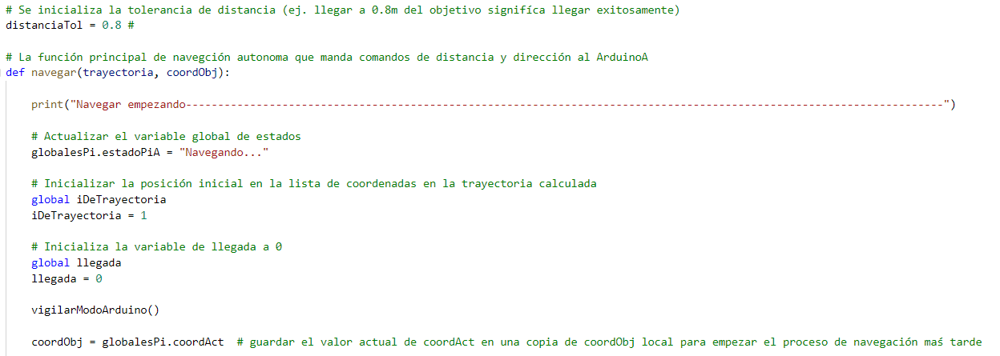 # Se inicializa la tolerancia de distancia (ej. llegar a 0.8m del objetivo signifíca llegar exitosamente)
distanciaTol = 0.8 #
# La función principal de navegción autonoma que manda comandos de distancia y dirección al ArduinoA
def navegar(trayectoria, coordObj):
print("Navegar empezando----------------------------------------------------------------------------------------------------------------------")
# Actualizar el variable global de estados
globalesPi.estadoPiA = "Navegando..."
# Inicializar la posición inicial en la lista de coordenadas en la trayectoria calculada
global iDeTrayectoria
iDeTrayectoria = 1
# Inicializa la variable de llegada a 0
global llegada
llegada = 0
vigilarModoArduino()
coordObj = globalesPi.coordAct  # guardar el valor actual de coordAct en una copia de coordObj local para empezar el proceso de navegación maś tarde